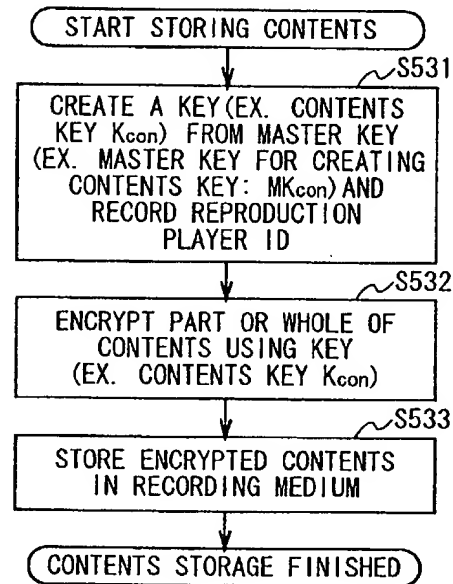 START STORING CONTENTS
S531
CREATE A KEY(EX. CONTENTS
KEY Kcon) FROM MASTER KEY
(EX. MASTER KEY FOR CREATING
CONTENTS KEY: MKcon)AND
RECORD REPRODUCTION
PLAYER ID
S532
ENCRYPT PART OR WHOLE OF
CONTENTS USING KEY
(EX. CONTENTS KEY Kcon)
S533
STORE ENCRYPTED CONTENTS
IN RECORDING MEDIUM
CONTENTS STORAGE FINISHED